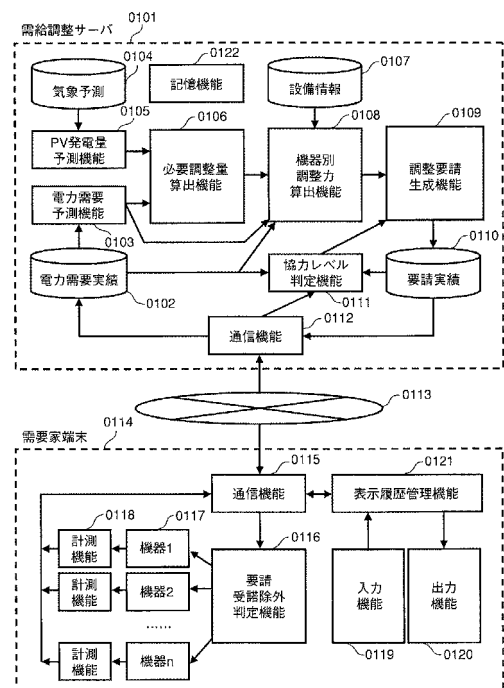 需給調整サーバ
0101
0104
0122
0107
気象予測
記憶機能
設備情報
0105
0106
0108
0109
PV発電量
予測機能
必要調整量
算出機能
機器別
調整力
算出機能
調整要請
生成機能
電力需要
予測機能
0103
0110
電力需要実績
0102
協力レベル
判定機能
0111
要請実績
0112
通信機能
0113
需要家端末
0114
0115
0121
通信機能
表示履歴管理機能
0118
0117
0116
計測
機能
機器1
要請
受諾除外
判定機能
入力
機能
出力
機能
計測
機能
機器2
……
計測
機能
機器n
0119
0120